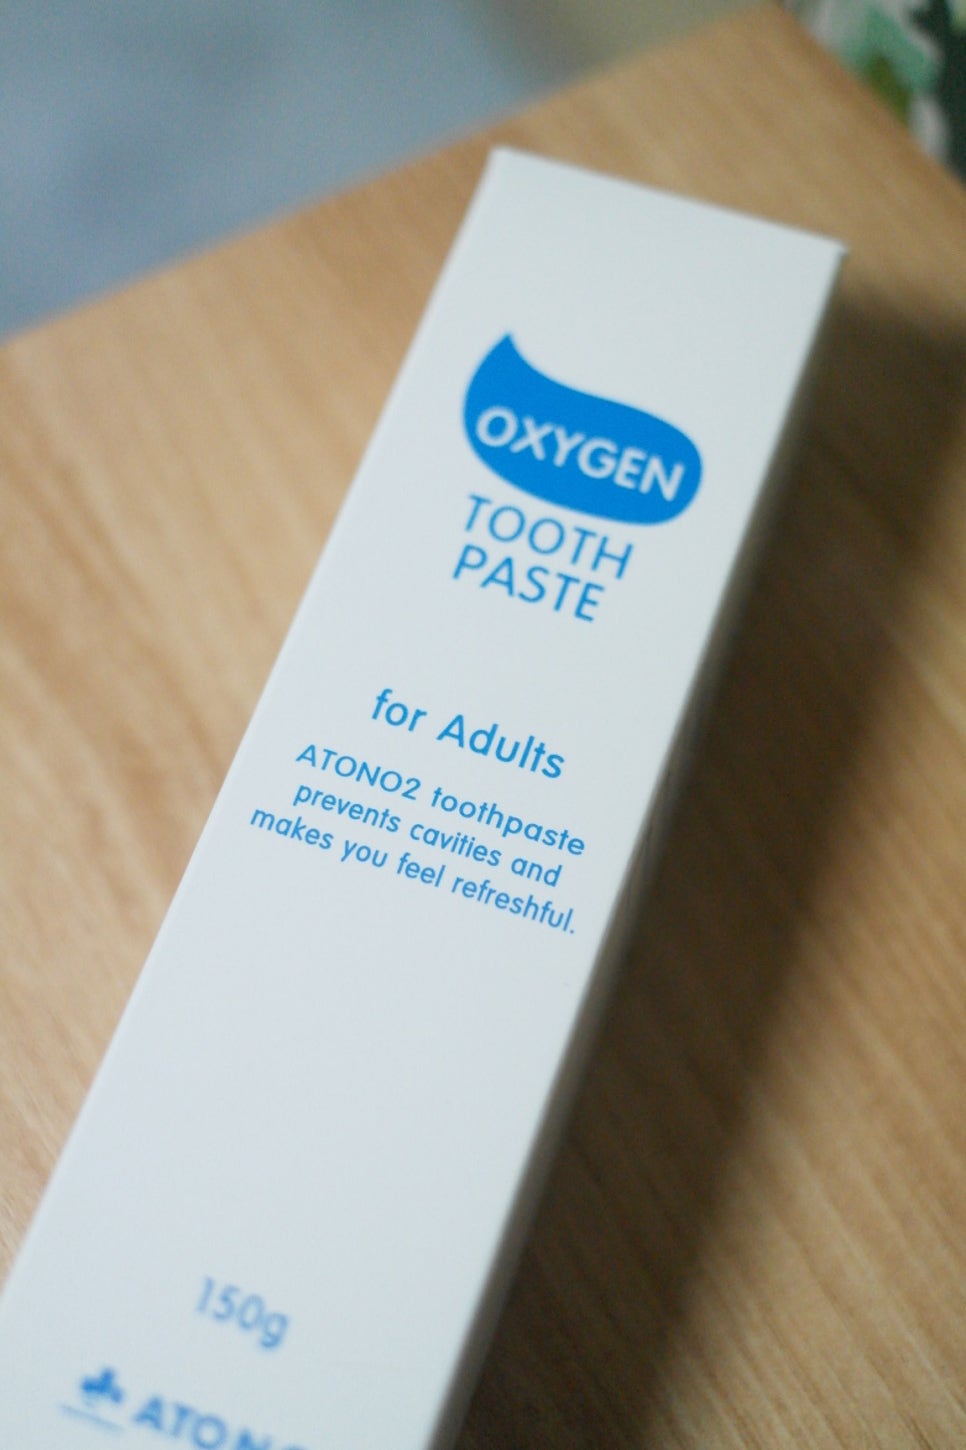 OXYGEN
TOOTH
PASTE
for Adults
ATONO2 toothpaste
prevents cavities and
makes you feel refreshful.
150g